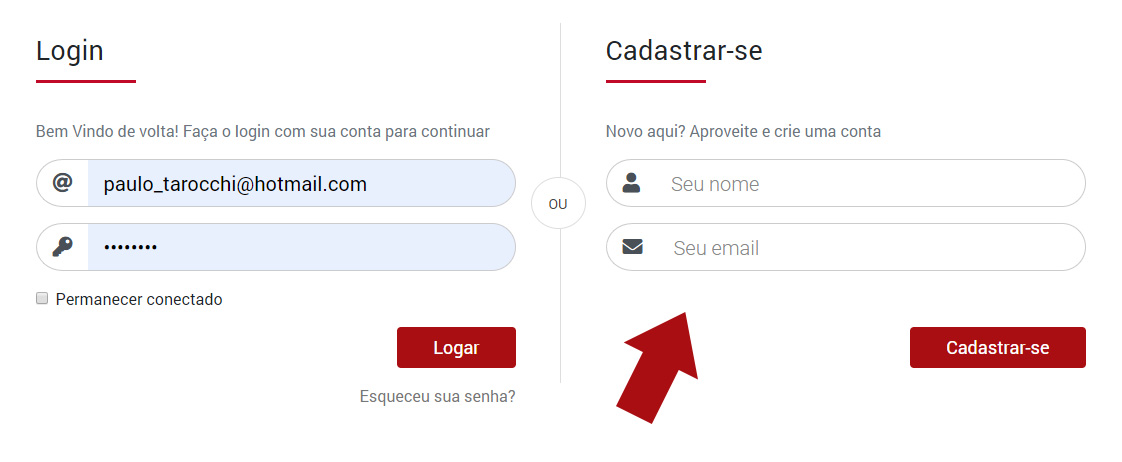 Login
Bem Vindo de volta! Faça o login com sua conta para continuar
@ paulo_tarocchi@hotmail.com
••••••••
Permanecer conectado
Logar
Esqueceu sua senha?
OU
Cadastrar-se
Novo aqui? Aproveite e crie uma conta
Seu nome
Seu email
Cadastrar-se